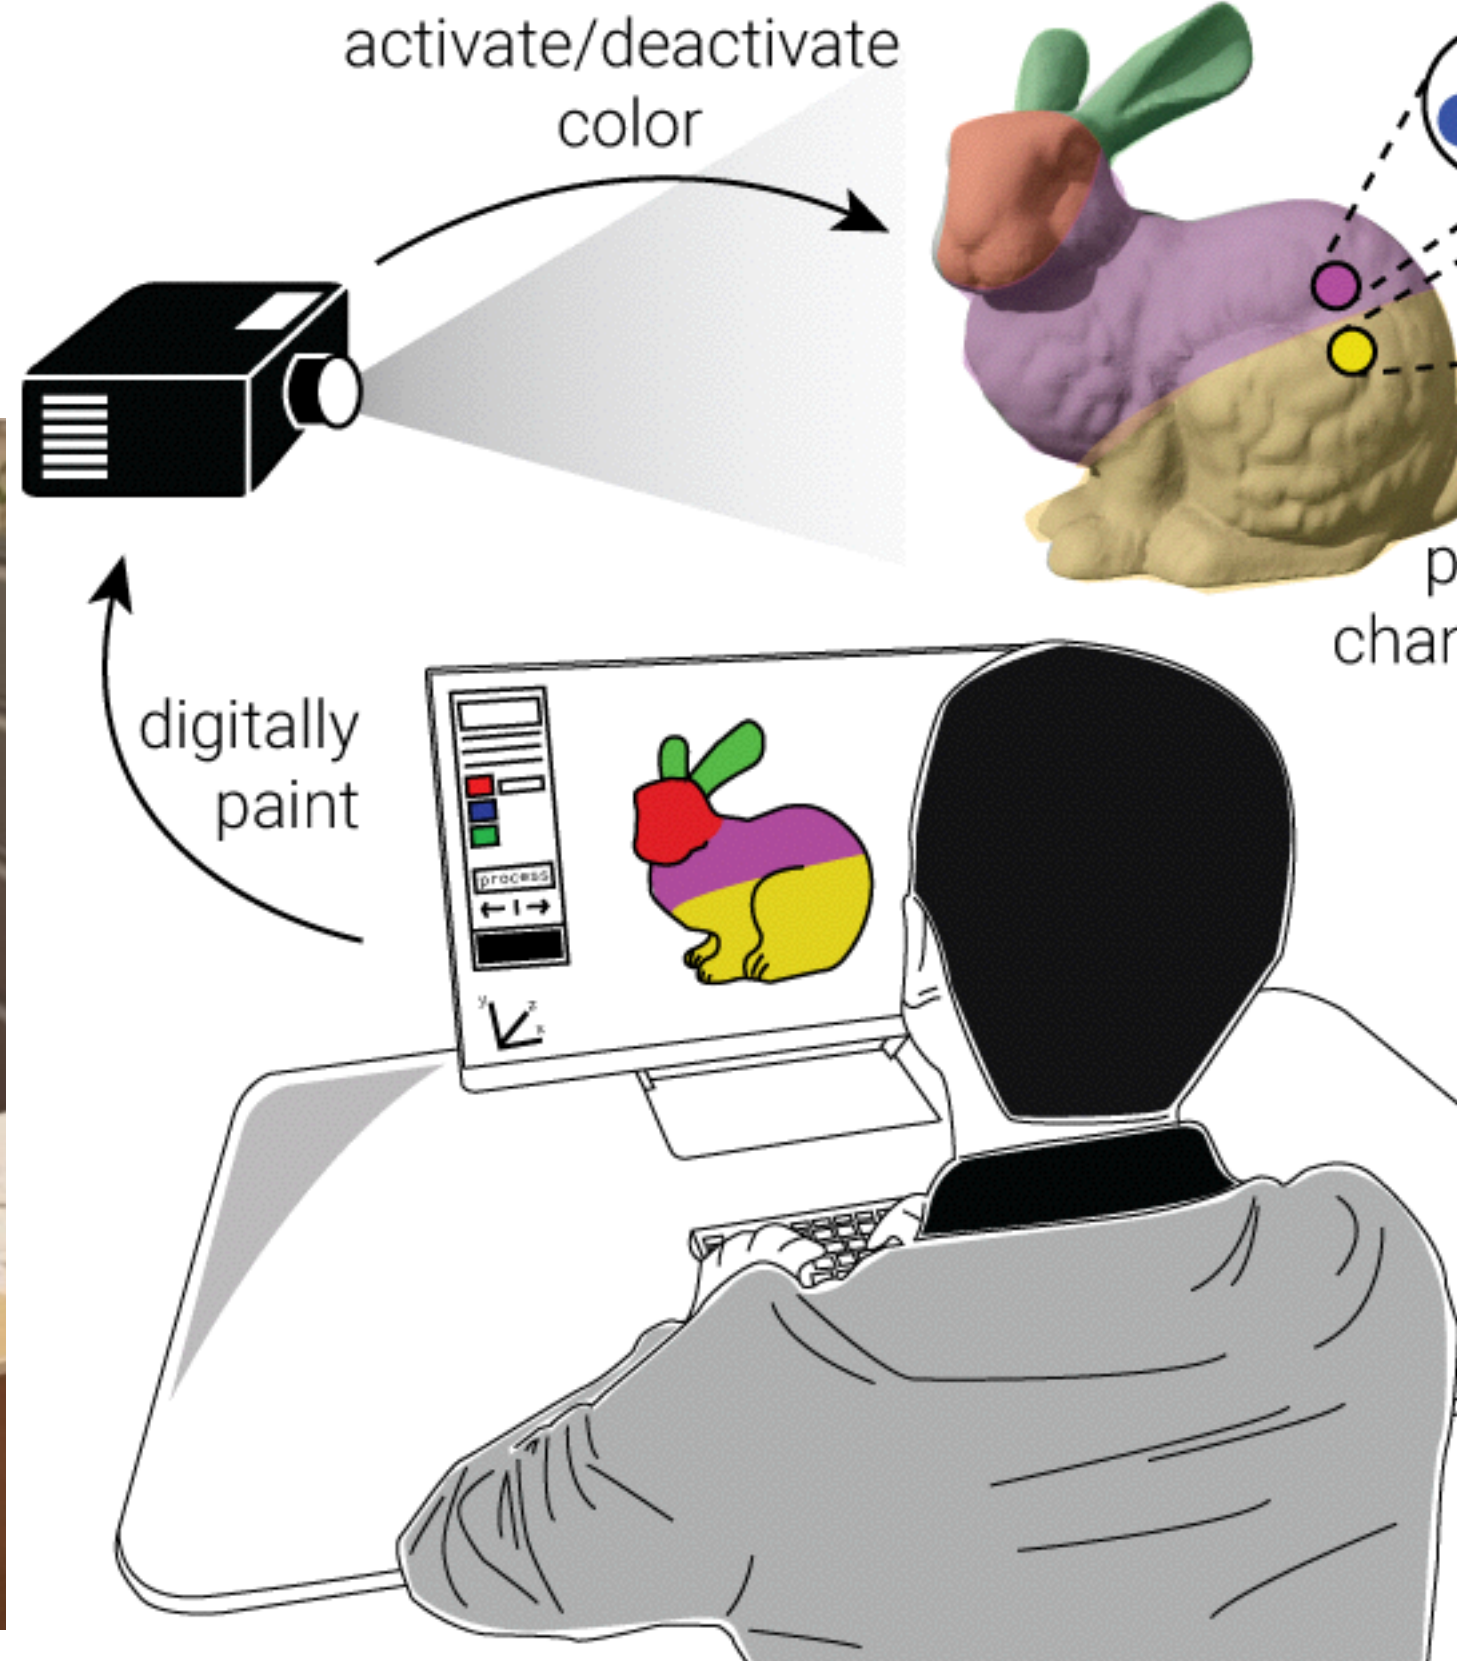 activate/deactivate
color
digitally
paint
process
y
z
x